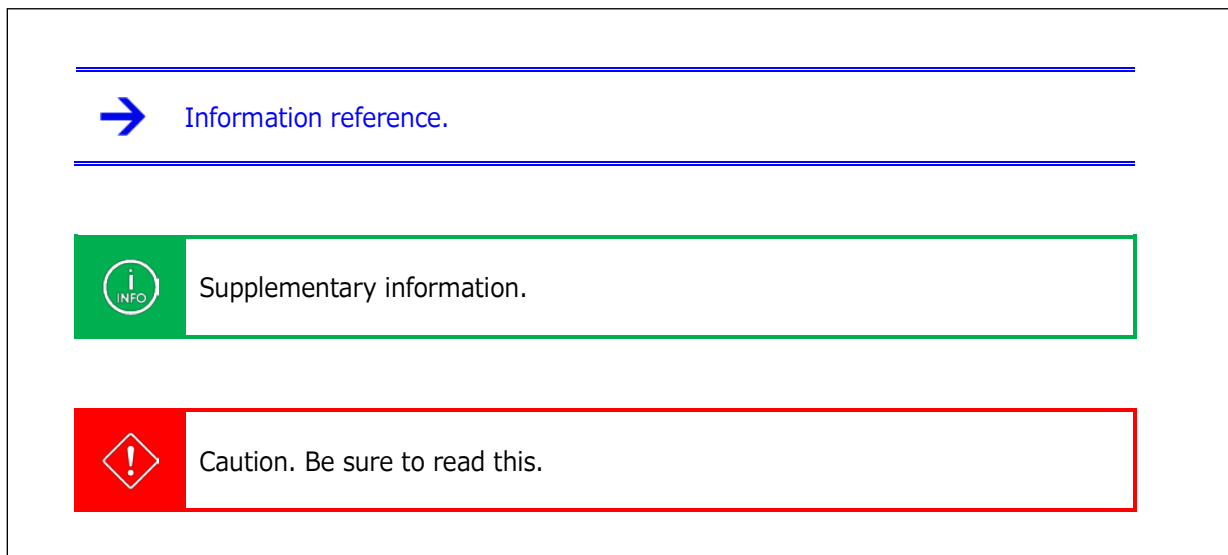 Information reference.
i
INFO
Supplementary information.
!
Caution. Be sure to read this.